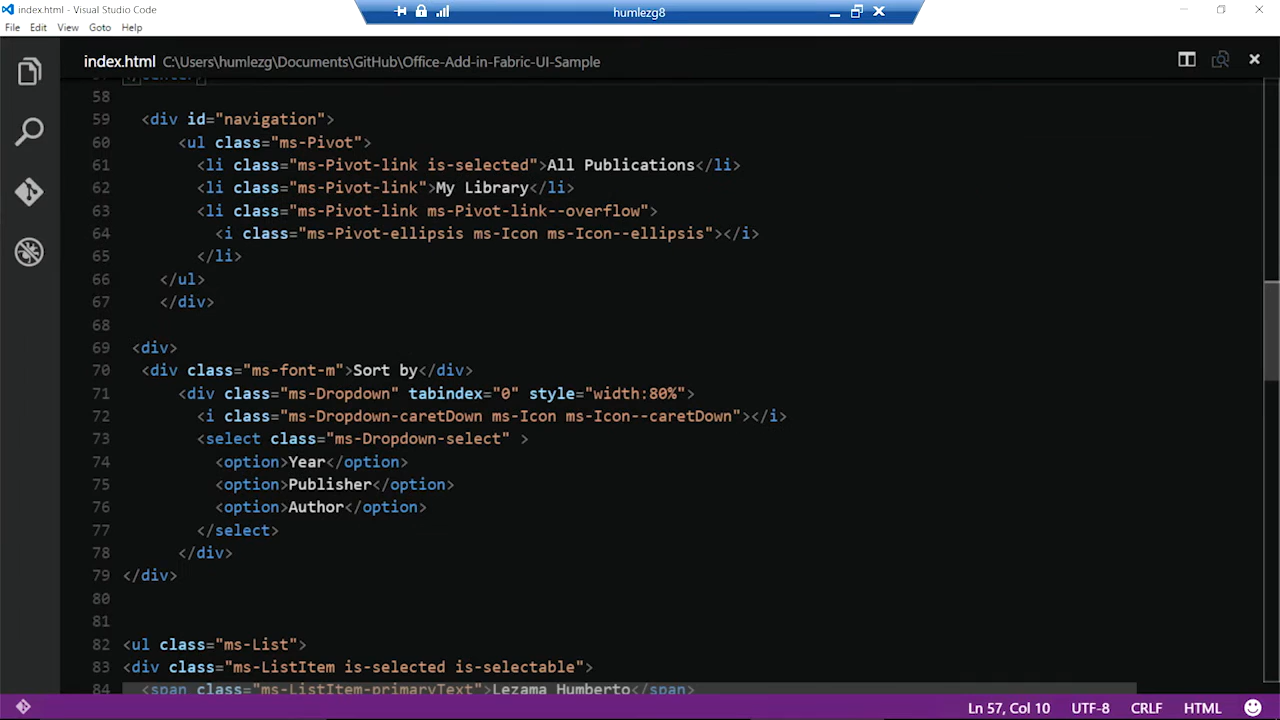 index.html - Visual Studio Code
humlezg8
File Edit View Goto Help
index.html C:\Users\humlezg\Documents\GitHub\Office-Add-in-Fabric-UI-Sample
58
59 <div id="navigation">
60 <ul class="ms-Pivot">
61 <li class="ms-Pivot-link is-selected">All Publications</li>
62 <li class="ms-Pivot-link">My Library</li>
63 <li class="ms-Pivot-link ms-Pivot-link--overflow">
64 <i class="ms-Pivot-ellipsis ms-Icon ms-Icon--ellipsis"></i>
65 </li>
66 </ul>
67 </div>
68
69 <div>
70 <div class="ms-font-m">Sort by</div>
71 <div class="ms-Dropdown" tabindex="0" style="width:80%">
72 <i class="ms-Dropdown-caretDown ms-Icon ms-Icon--caretDown"></i>
73 <select class="ms-Dropdown-select" >
74 <option>Year</option>
75 <option>Publisher</option>
76 <option>Author</option>
77 </select>
78 </div>
79 </div>
80
81
82 <ul class="ms-List">
83 <div class="ms-ListItem is-selected is-selectable">
84 <span class="ms-ListItem-primaryText">Lezama Humberto</span>
Ln 57, Col 10 UTF-8 CRLF HTML